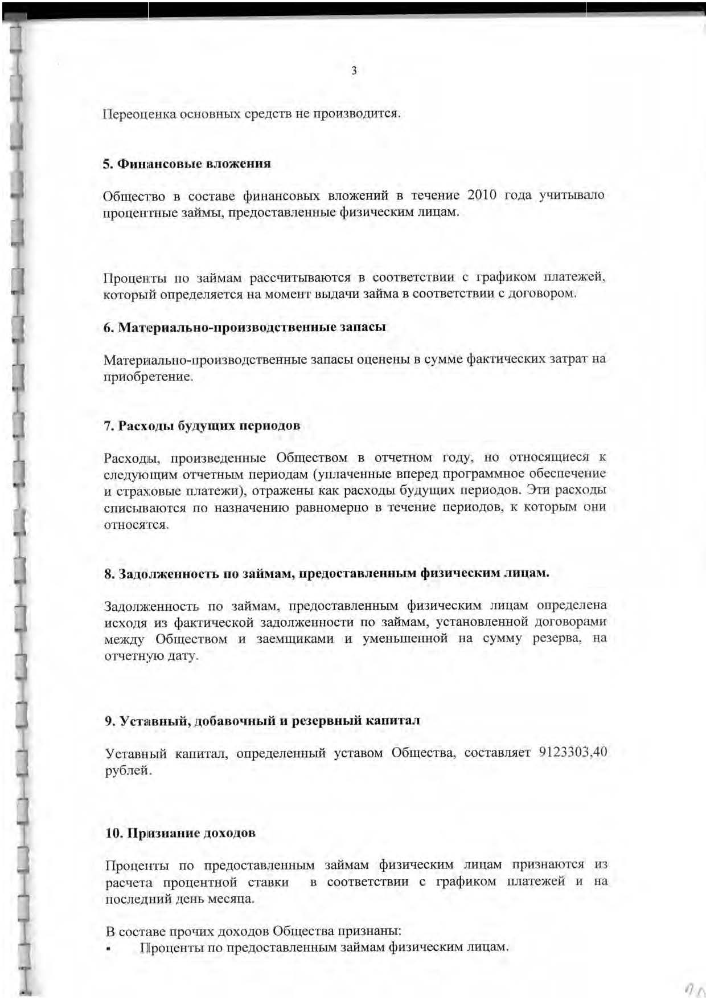 3
Переоценка основных средств не производится.
5. Финансовые вложения
Общество в составе финансовых вложений в течение 2010 года учитывало
процентные займы, предоставленные физическим лицам.
Проценты по займам рассчитываются в соответствии с графиком платежей,
который определяется на момент выдачи займа в соответствии с договором.
6. Материально-производственные запасы
Материально-производственные запасы оценены в сумме фактических затрат на
приобретение.
7. Расходы будущих периодов
Расходы, произведенные Обществом в отчетном году, но относящиеся к
следующим отчетным периодам (уплаченные вперед программное обеспечение
и страховые платежи), отражены как расходы будущих периодов. Эти расходы
списываются по назначению равномерно в течение периодов, к которым они
относятся.
8. Задолженность по займам, предоставленным физическим лицам.
Задолженность по займам, предоставленным физическим лицам определена
исходя из фактической задолженности по займам, установленной договорами
между Обществом и заемщиками и уменьшенной на сумму резерва, на
отчетную дату.
9. Уставный, добавочный и резервный капитал
Уставный капитал, определенный уставом Общества, составляет 9123303,40
рублей.
10. Признание доходов
Проценты по предоставленным займам физическим лицам признаются из
расчета процентной ставки в соответствии с графиком платежей и на
последний день месяца.
В составе прочих доходов Общества признаны:
▪ Проценты по предоставленным займам физическим лицам.